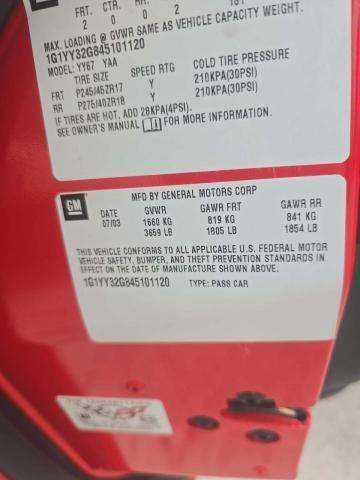 FRT. CTR. RR.
2 0 0 2
MAX. LOADING @ GVWR SAME AS VEHICLE CAPACITY WEIGHT.
1G1YY32G845101120
MODEL: YY67 YAA
TIRE SIZE SPEED RTG COLD TIRE PRESSURE
FRT P245/45ZR17 Y 210KPA(30PSI)
RR P275/40ZR18 Y 210KPA(30PSI)
IF TIRES ARE HOT, ADD 28KPA(4PSI).
SEE OWNER'S MANUAL FOR MORE INFORMATION
GM
MFD BY GENERAL MOTORS CORP
DATE GVWR GAWR FRT GAWR RR
07/03 1660 KG 819 KG 841 KG
3659 LB 1805 LB 1854 LB
THIS VEHICLE CONFORMS TO ALL APPLICABLE U.S. FEDERAL MOTOR
VEHICLE SAFETY, BUMPER, AND THEFT PREVENTION STANDARDS IN
EFFECT ON THE DATE OF MANUFACTURE SHOWN ABOVE.
1G1YY32G845101120 TYPE: PASS CAR